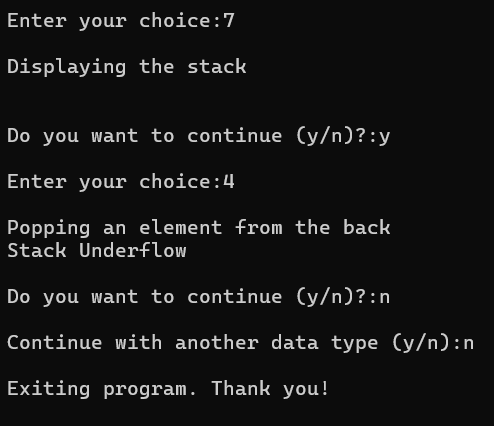 Enter your choice:7
Displaying the stack
Do you want to continue (y/n)?:y
Enter your choice:4
Popping an element from the back
Stack Underflow
Do you want to continue (y/n)?:n
Continue with another data type (y/n):n
Exiting program. Thank you!